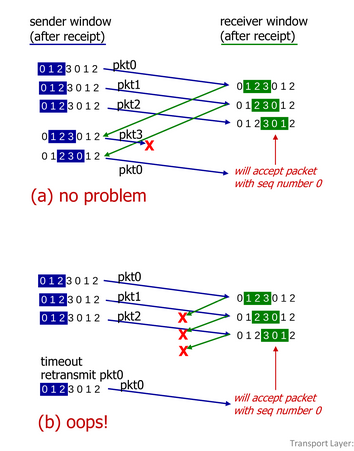 sender window
(after receipt)
receiver window
(after receipt)
0 1 2 3 0 1 2
pkt0
0 1 2 3 0 1 2
pkt1
0 1 2 3 0 1 2
0 1 2 3 0 1 2
pkt2
0 1 2 3 0 1 2
0 1 2 3 0 1 2
0 1 2 3 0 1 2
pkt3
X
0 1 2 3 0 1 2
pkt0
will accept packet
with seq number 0
(a) no problem
0 1 2 3 0 1 2
pkt0
0 1 2 3 0 1 2
pkt1
0 1 2 3 0 1 2
0 1 2 3 0 1 2
pkt2
X
0 1 2 3 0 1 2
X
0 1 2 3 0 1 2
X
timeout
retransmit pkt0
0 1 2 3 0 1 2
pkt0
will accept packet
with seq number 0
(b) oops!
Transport Layer: